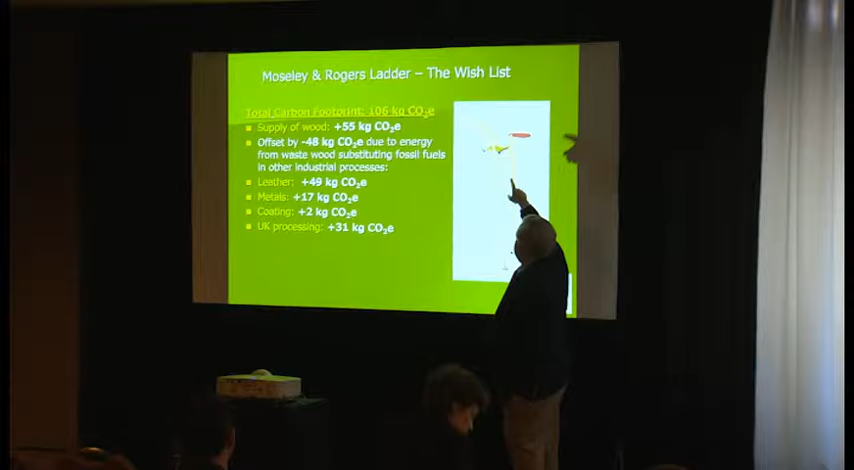 Moseley & Rogers Ladder – The Wish List
Total Carbon Footprint: 106 kg CO₂e
Supply of wood: +55 kg CO₂e
Offset by -48 kg CO₂e due to energy
from waste wood substituting fossil fuels
in other industrial processes:
Leather: +49 kg CO₂e
Metals: +17 kg CO₂e
Coating: +2 kg CO₂e
UK processing: +31 kg CO₂e